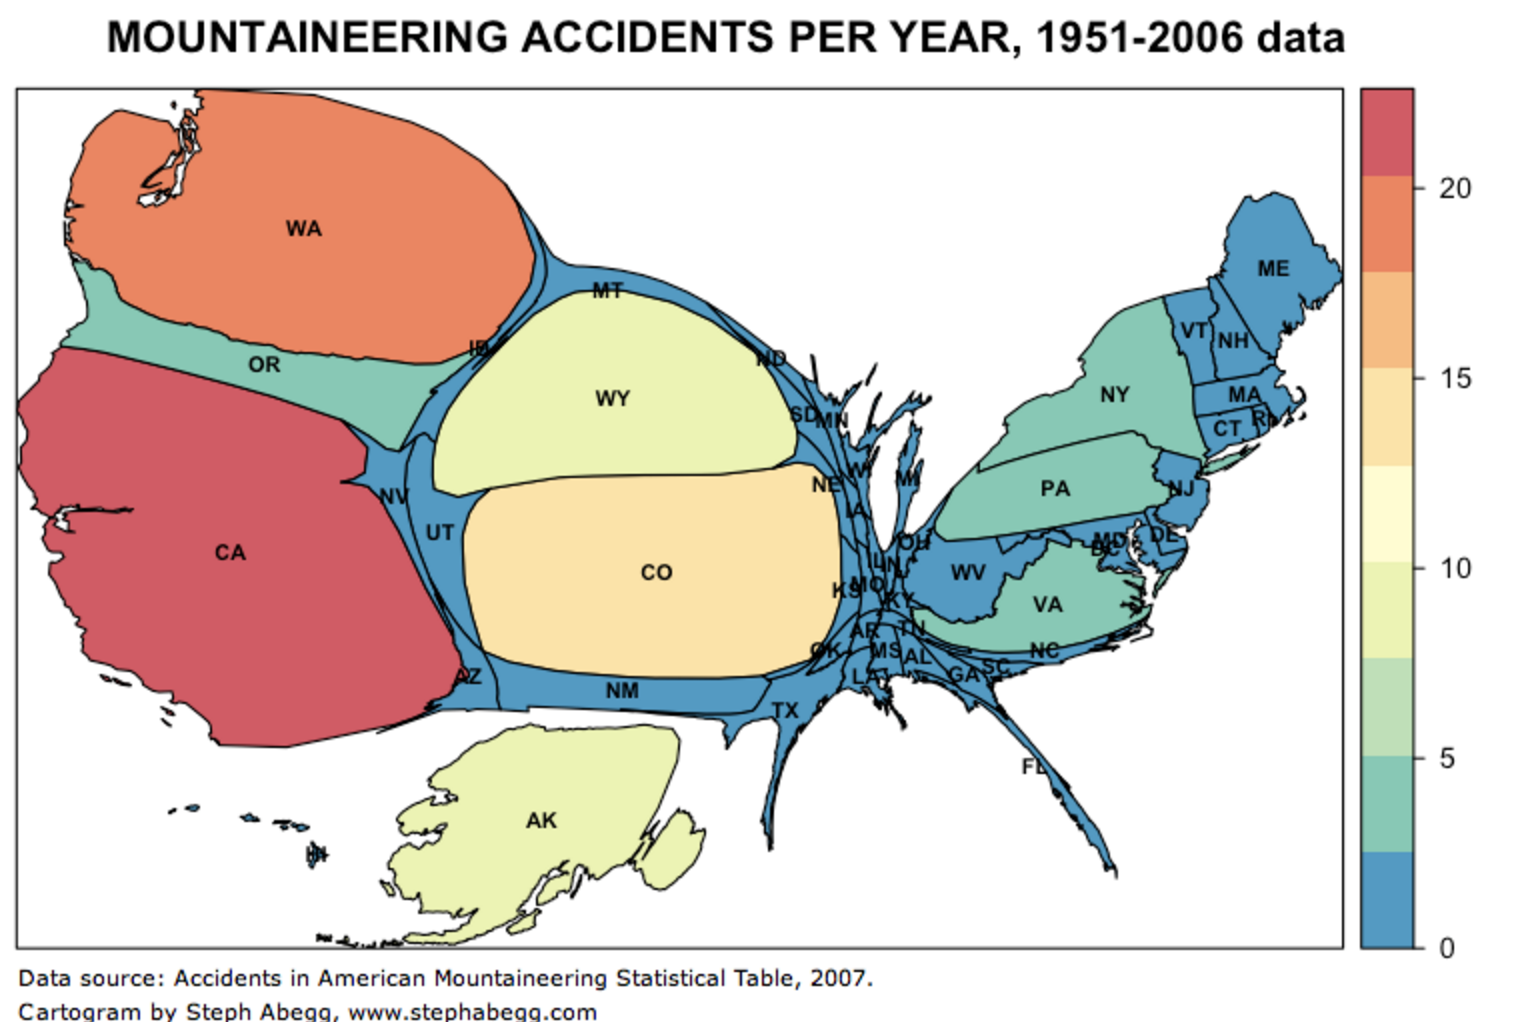 MOUNTAINEERING ACCIDENTS PER YEAR, 1951-2006 data
WA
20
ME
MT
VT
NH
ID
ND
OR
15
WY
NY
MA
SD
MN
RI
CT
WI
MI
NE
PA
NJ
NV
IA
UT
OH
MD
DE
DC
CA
CO
IL
IN
WV
10
KS
MO
KY
VA
AR
TN
OK
MS
AL
NC
SC
AZ
LA
GA
NM
TX
FL
5
AK
HI
0
Data source: Accidents in American Mountaineering Statistical Table, 2007.
Cartogram by Steph Abegg, www.stephabegg.com